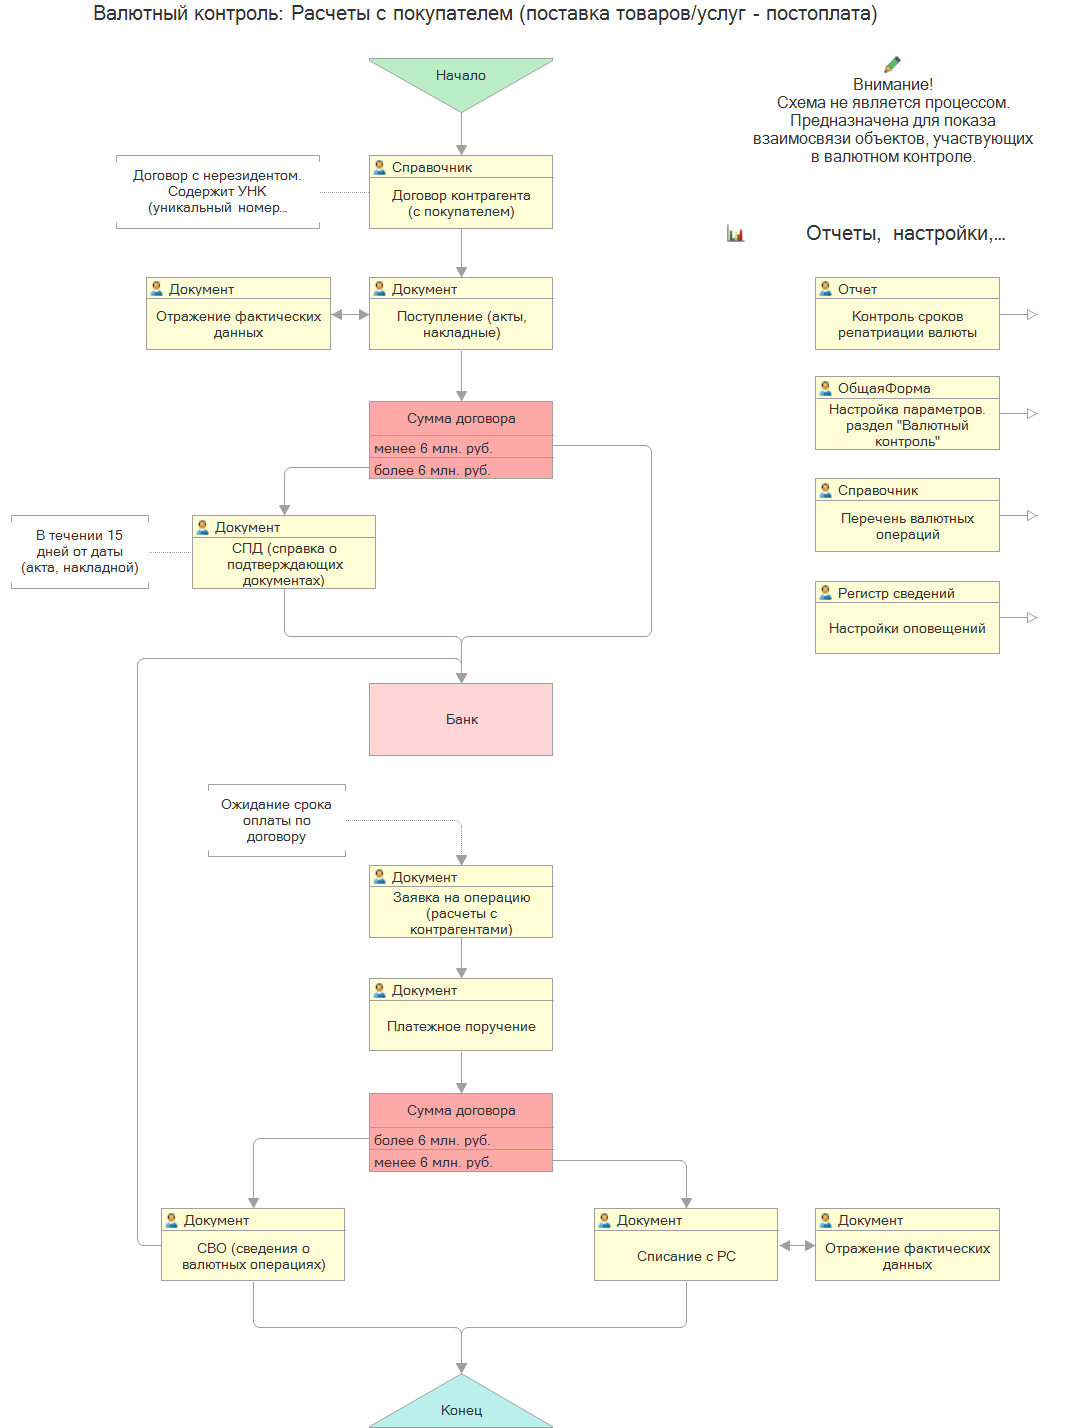 Валютный контроль: Расчеты с покупателем (поставка товаров/услуг - постоплата)
Начало
Внимание!
Схема не является процессом.
Предназначена для показа
взаимосвязи объектов, участвующих
в валютном контроле.
Договор с нерезидентом.
Содержит УНК
(уникальный номер...
Справочник
Договор контрагента
(с покупателем)
Отчеты, настройки,...
Документ
Отражение фактических
данных
Документ
Поступление (акты,
накладные)
Отчет
Контроль сроков
репатриации валюты
Сумма договора
менее 6 млн. руб.
более 6 млн. руб.
ОбщаяФорма
Настройка параметров.
раздел "Валютный
контроль"
Справочник
Перечень валютных
операций
В течении 15
дней от даты
(акта, накладной)
Документ
СПД (справка о
подтверждающих
документах)
Регистр сведений
Настройки оповещений
Банк
Ожидание срока
оплаты по
договору
Документ
Заявка на операцию
(расчеты с
контрагентами)
Документ
Платежное поручение
Сумма договора
более 6 млн. руб.
менее 6 млн. руб.
Документ
СВО (сведения о
валютных операциях)
Документ
Списание с РС
Документ
Отражение фактических
данных
Конец